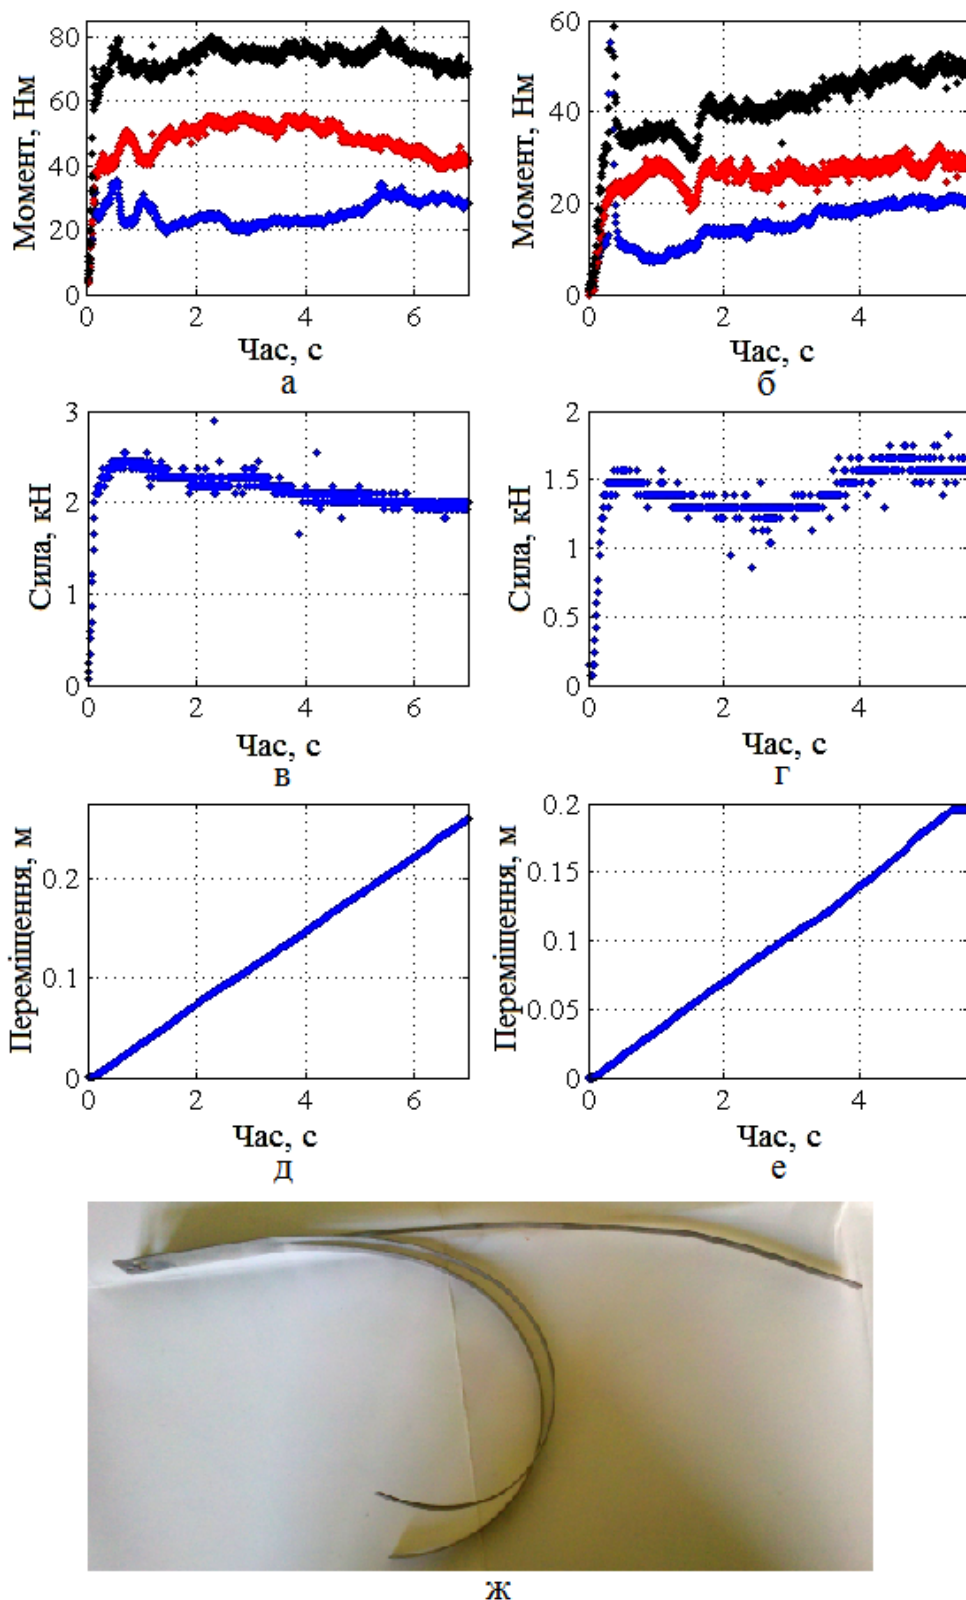 80
60
40
20
0
Момент, Нм
0 2 4 6
Час, с
а
60
40
20
0
Момент, Нм
0 2 4
Час, с
б
3
2
1
0
Сила, кН
0 2 4 6
Час, с
в
2
1.5
1
0.5
0
Сила, кН
0 2 4
Час, с
г
0.2
0.1
0
Переміщення, м
0 2 4 6
Час, с
д
0.2
0.15
0.1
0.05
0
Переміщення, м
0 2 4
Час, с
е
ж